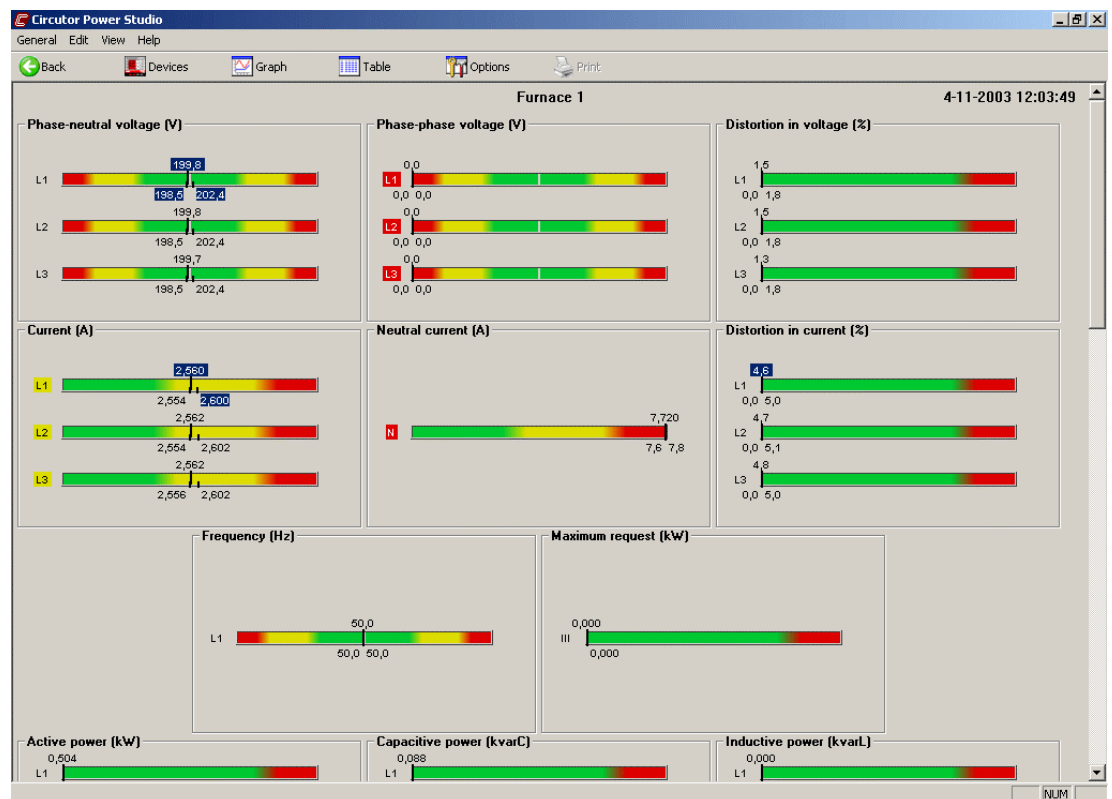 Circutor Power Studio
General Edit View Help
Back Devices Graph Table Options Print
Furnace 1 4-11-2003 12:03:49
Phase-neutral voltage (V)
199,8
L1
198,5 202,4
199,8
L2
198,5 202,4
199,7
L3
198,5 202,4
Phase-phase voltage (V)
0,0
L1
0,0 0,0
0,0
L2
0,0 0,0
0,0
L3
0,0 0,0
Distortion in voltage (%)
1,5
L1
0,0 1,8
1,5
L2
0,0 1,8
1,3
L3
0,0 1,8
Current (A)
2,560
L1
2,554 2,600
2,562
L2
2,554 2,602
2,562
L3
2,556 2,602
Neutral current (A)
7,720
N
7,6 7,8
Distortion in current (%)
4,6
L1
0,0 5,0
4,7
L2
0,0 5,1
4,8
L3
0,0 5,0
Frequency (Hz)
50,0
L1
50,0 50,0
Maximum request (kW)
0,000
III
0,000
Active power (kW)
0,504
L1
Capacitive power (kvarC)
0,088
L1
Inductive power (kvarL)
0,000
L1
NUM